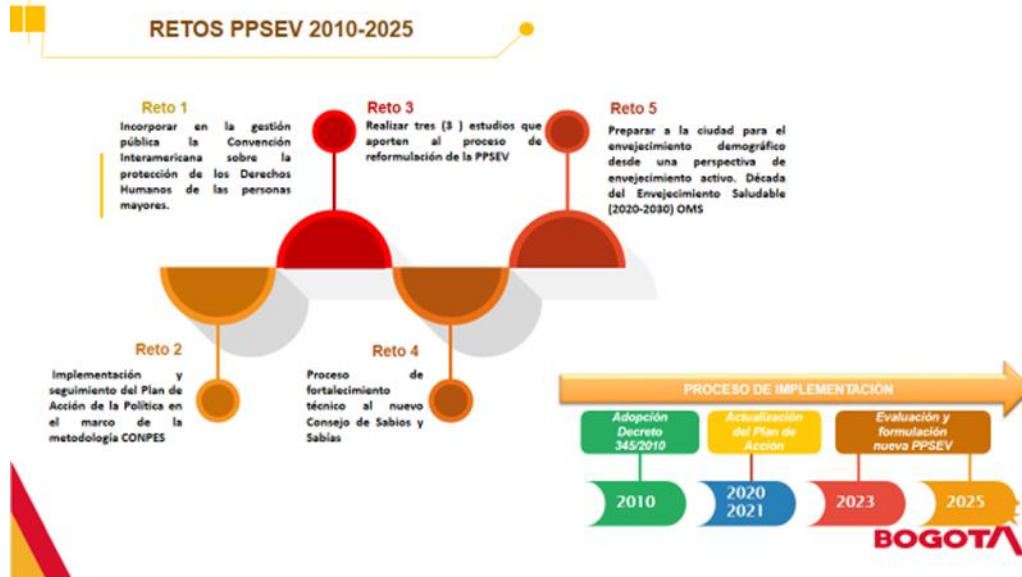 RETOS PPSEV 2010-2025
Reto 1
Incorporar en la gestión
pública la Convención
Interamericana sobre la
protección de los Derechos
Humanos de las personas
mayores.
Reto 3
Realizar tres (3 ) estudios que
aporten al proceso de
reformulación de la PPSEV
Reto 5
Preparar a la ciudad para el
envejecimiento demográfico
desde una perspectiva de
envejecimiento activo. Década
del Envejecimiento Saludable
(2020-2030) OMS
Reto 2
Implementación y
seguimiento del Plan de
Acción de la Política en
el marco de la
metodología CONPES
Reto 4
Proceso de
fortalecimiento
técnico al nuevo
Consejo de Sabios y
Sabias
PROCESO DE IMPLEMENTACIÓN
Adopción
Decreto
345/2010
Actualización
del Plan de
Acción
Evaluación y
formulación
nueva PPSEV
2010
2020
2021
2023
2025
BOGOTÁ